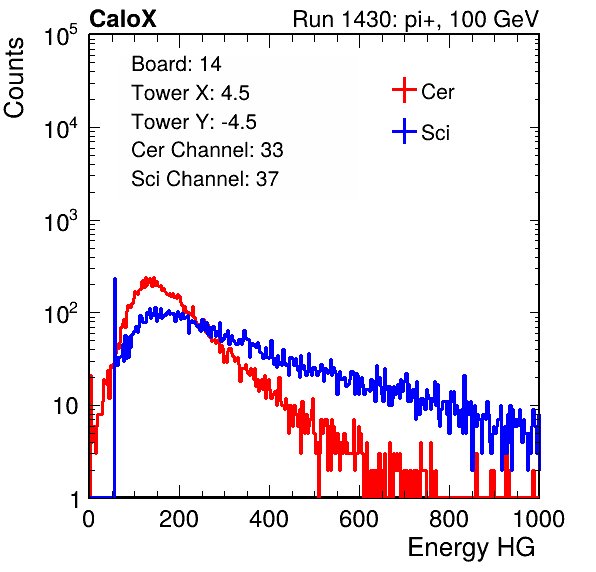 CaloX Run 1430: pi+, 100 GeV
Counts
Board: 14
Tower X: 4.5
Tower Y: -4.5
Cer Channel: 33
Sci Channel: 37
Cer
Sci
10^5
10^4
10^3
10^2
10
1
0 200 400 600 800 1000
Energy HG